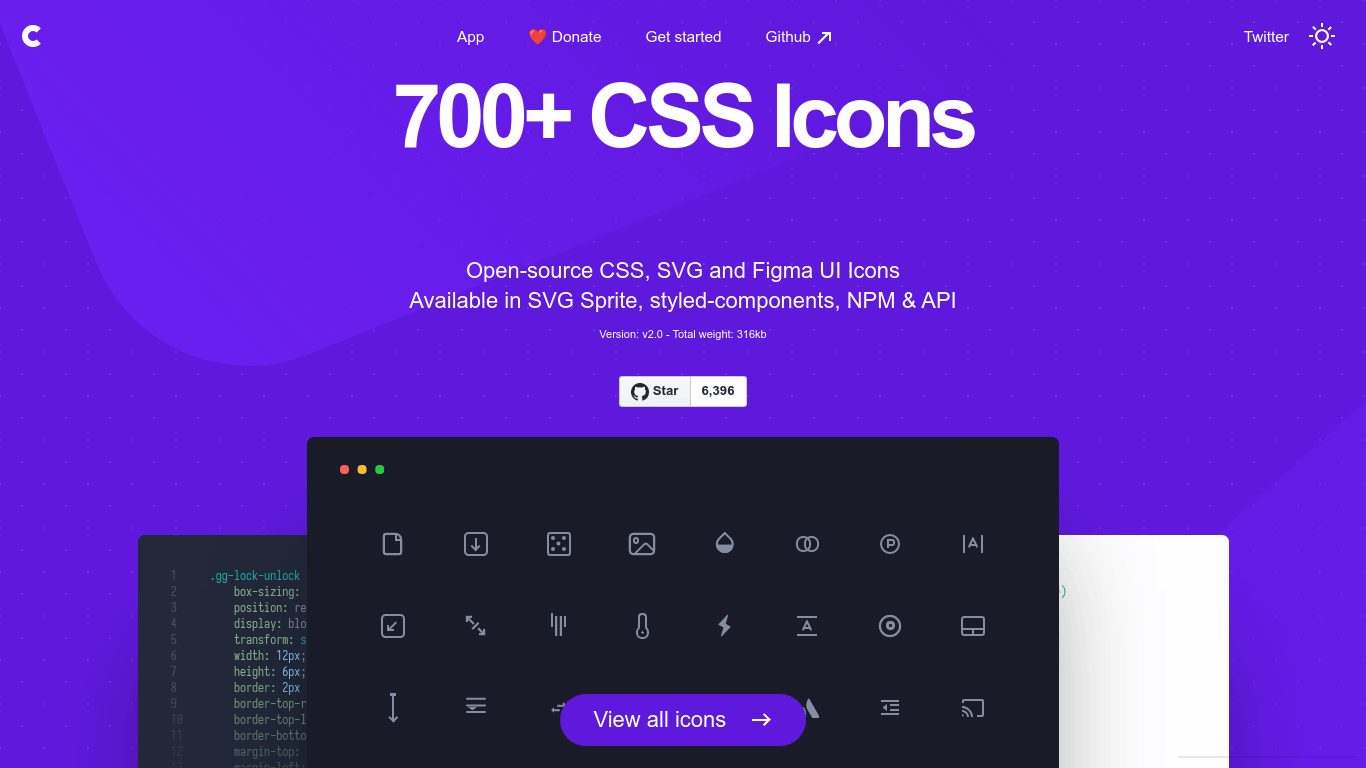 App
❤️ Donate
Get started
Github
Twitter
700+ CSS Icons
Open-source CSS, SVG and Figma UI Icons
Available in SVG Sprite, styled-components, NPM & API
Version: v2.0 - Total weight: 316kb
Star
6,396
1 .gg-lock-unlock
2 box-sizing:
3 position: re
4 display: blo
5 transform: s
6 width: 12px;
7 height: 6px;
8 border: 2px
9 border-top-r
10 border-top-l
11 border-botto
12 margin-top:
13 margin-left:
)
View all icons